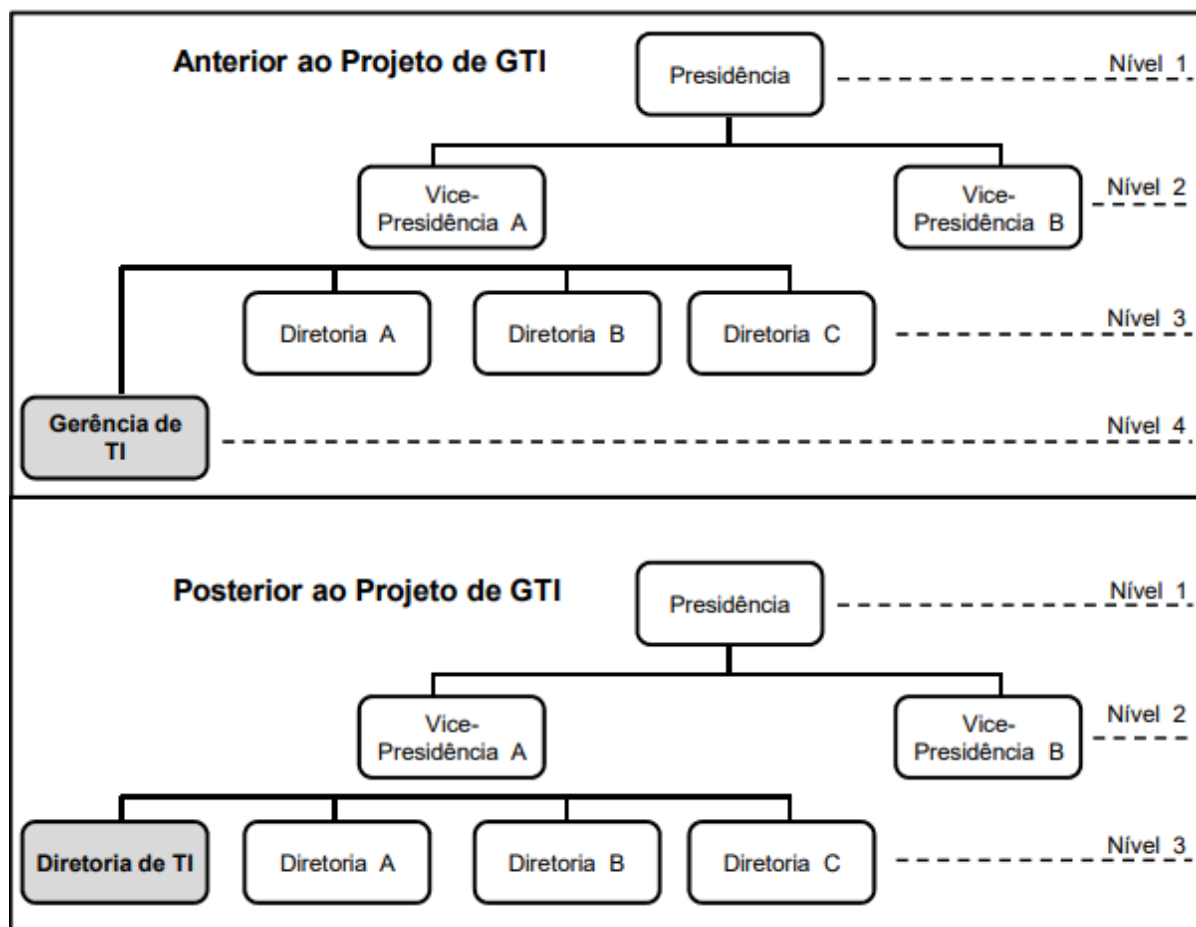 Anterior ao Projeto de GTI
Presidência
Nível 1
Vice-
Presidência A
Vice-
Presidência B
Nível 2
Diretoria A
Diretoria B
Diretoria C
Nível 3
Gerência de
TI
Nível 4
Posterior ao Projeto de GTI
Presidência
Nível 1
Vice-
Presidência A
Vice-
Presidência B
Nível 2
Diretoria de TI
Diretoria A
Diretoria B
Diretoria C
Nível 3